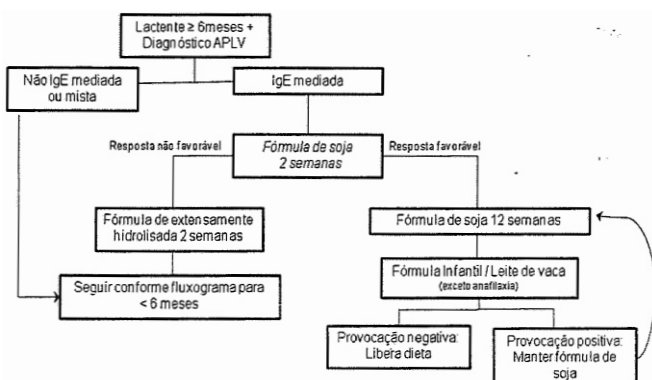 Lactente ≥ 6meses +
Diagnóstico APLV
Não IgE mediada
ou mista
IgE mediada
Resposta não favorável
Fórmula de soja
2 semanas
Resposta favorável
Fórmula de extensamente
hidrolisada 2 semanas
Fórmula de soja 12 semanas
Seguir conforme fluxograma para
< 6 meses
Fórmula Infantil / Leite de vaca
(exceto anafilaxia)
Provocação negativa:
Libera dieta
Provocação positiva:
Manter fórmula de
soja